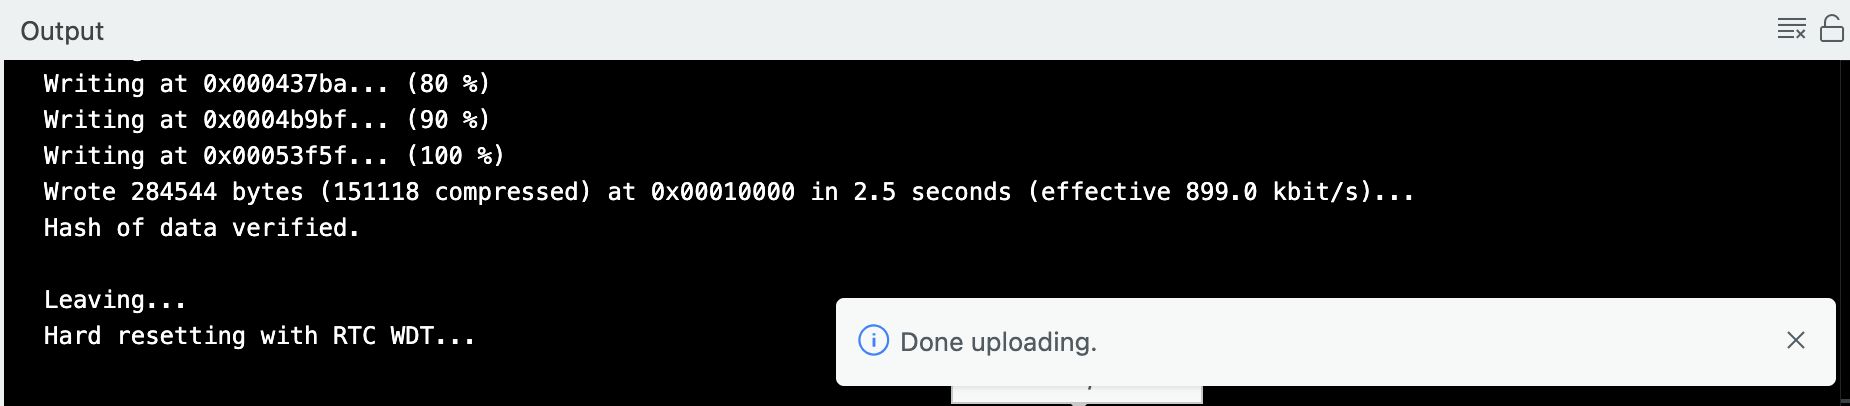 Output
Writing at 0x000437ba... (80 %)
Writing at 0x0004b9bf... (90 %)
Writing at 0x00053f5f... (100 %)
Wrote 284544 bytes (151118 compressed) at 0x00010000 in 2.5 seconds (effective 899.0 kbit/s)...
Hash of data verified.
Leaving...
Hard resetting with RTC WDT...
Done uploading.